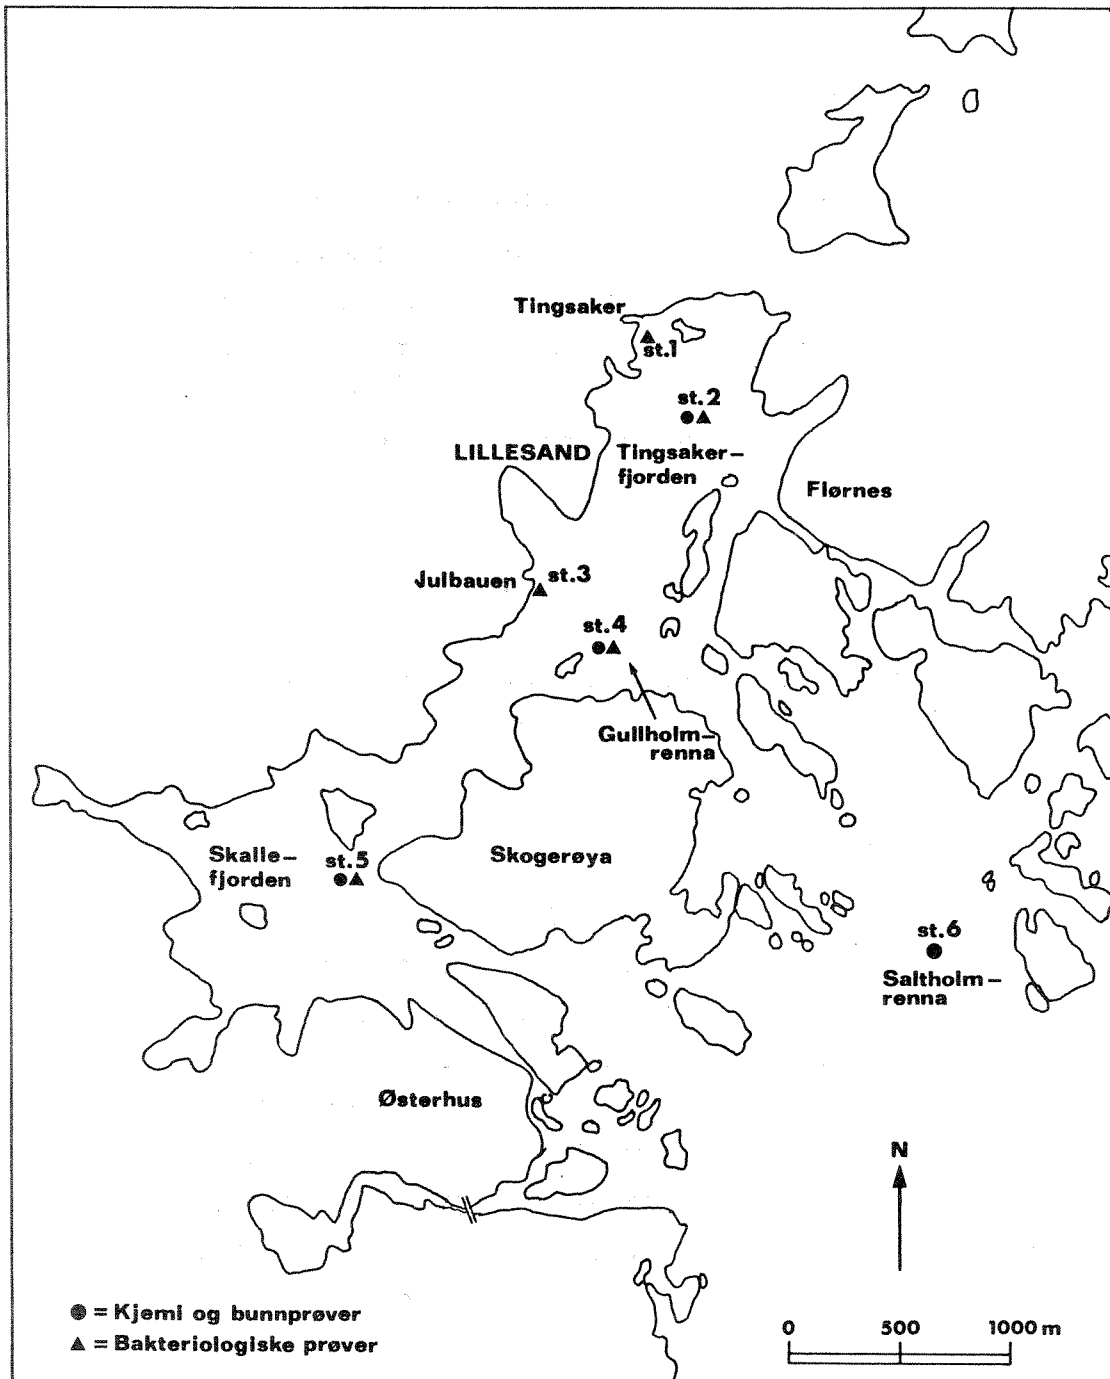 Tingsaker
st.1
st.2
LILLESAND
Tingsaker–
fjorden
Flørnes
Julbauen
st.3
st.4
Gullholm–
renna
Skalle–
fjorden
st.5
Skogerøya
st.6
Saltholm–
renna
Østerhus
N
● = Kjemi og bunnprøver
▲ = Bakteriologiske prøver
0 500 1000 m